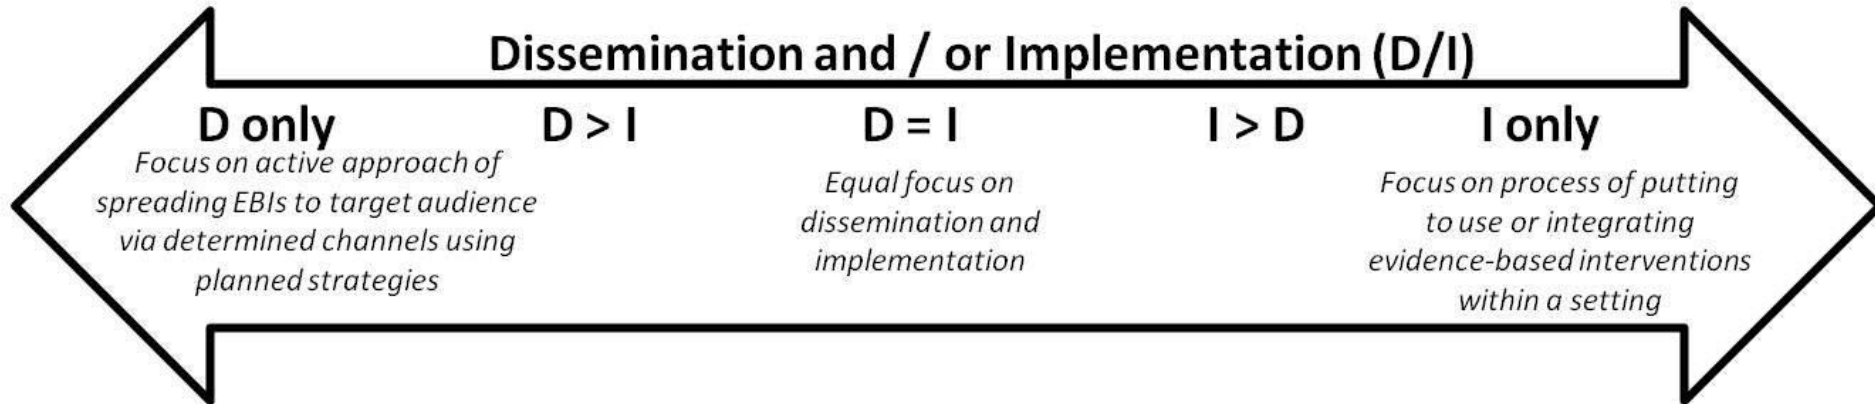 Dissemination and / or Implementation (D/I)
D only
Focus on active approach of
spreading EBIs to target audience
via determined channels using
planned strategies
D > I
D = I
Equal focus on
dissemination and
implementation
I > D
I only
Focus on process of putting
to use or integrating
evidence-based interventions
within a setting